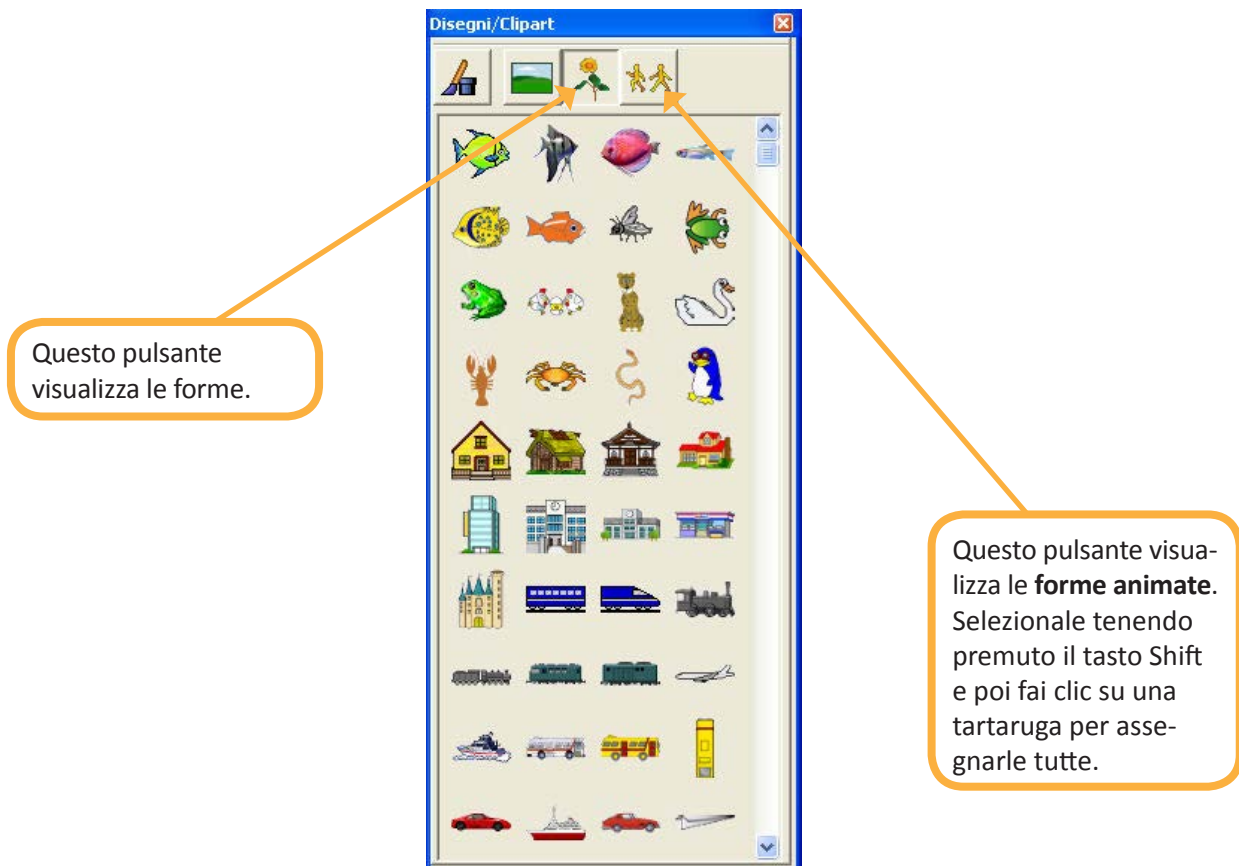 Disegni/Clipart
Questo pulsante
visualizza le forme.
Questo pulsante visua-
lizza le forme animate.
Selezionale tenendo
premuto il tasto Shift
e poi fai clic su una
tartaruga per asse-
gnarle tutte.